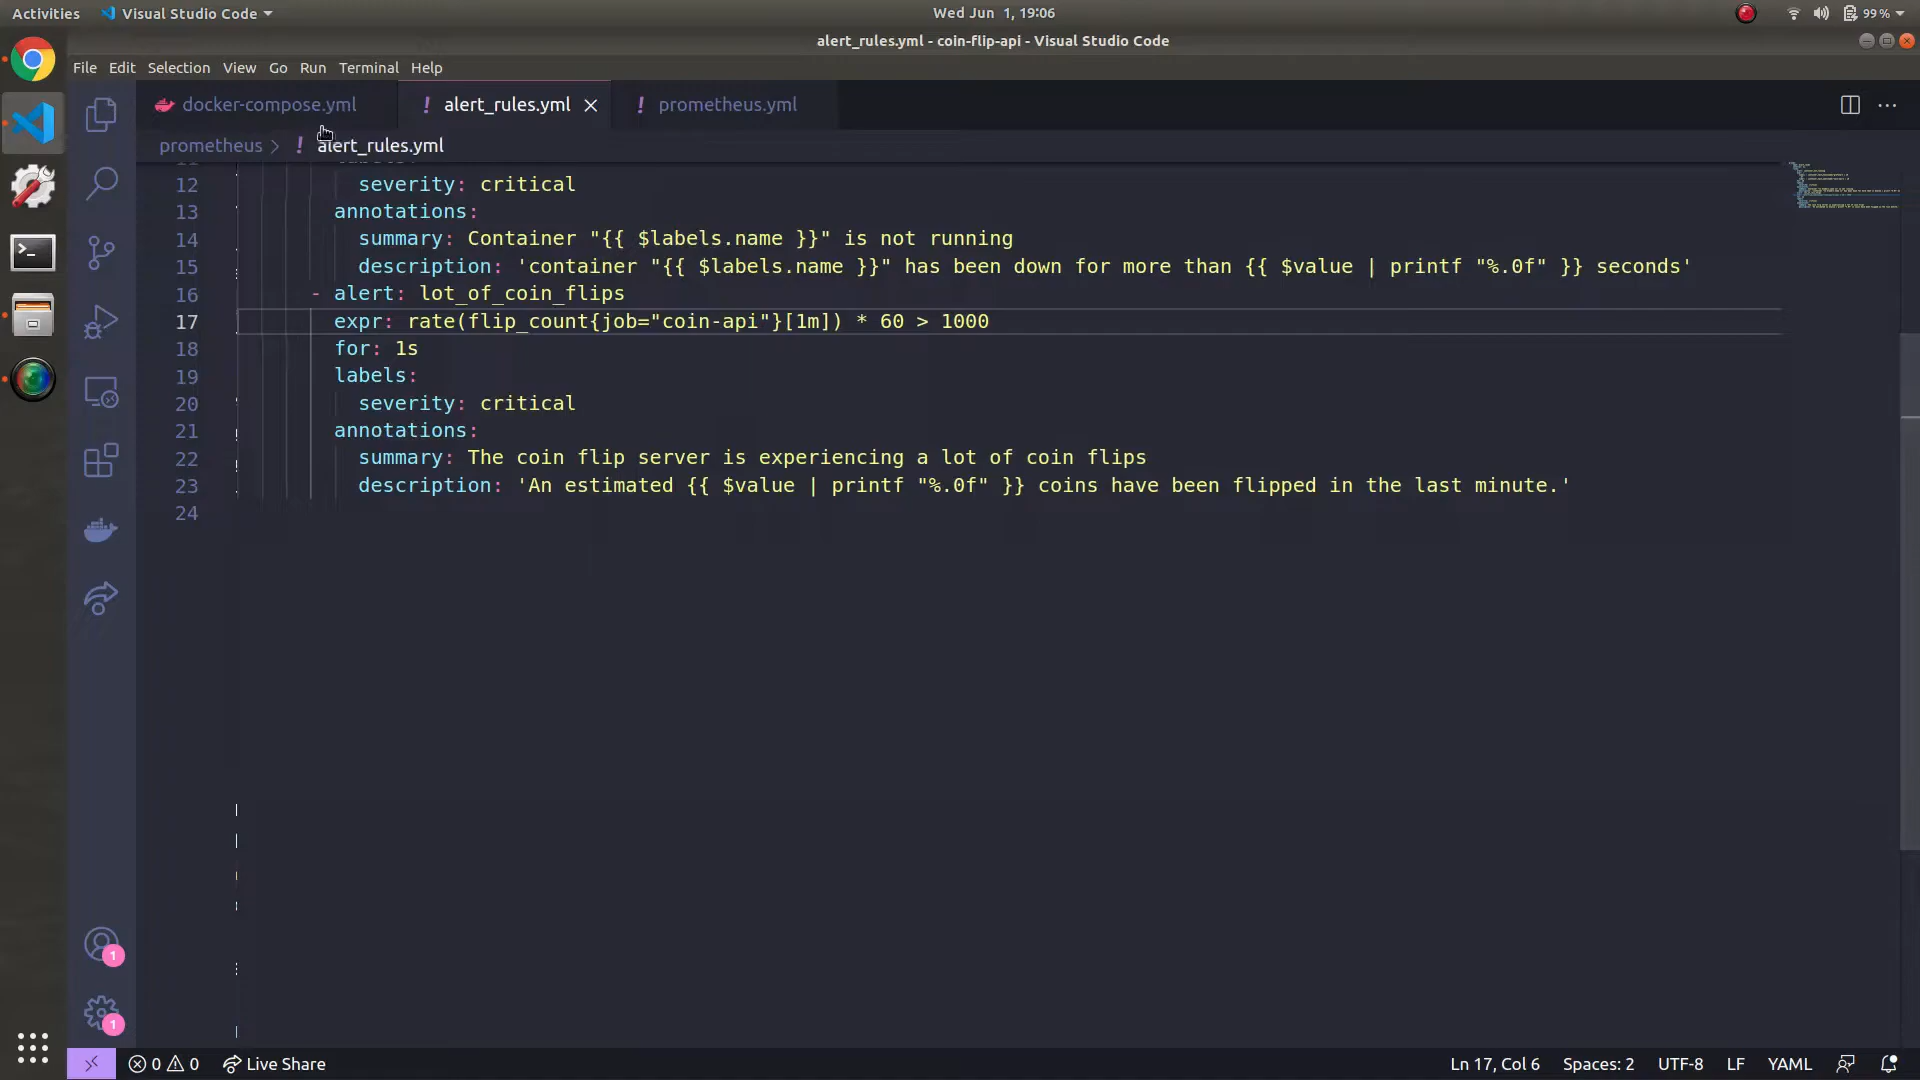 Activities Visual Studio Code Wed Jun 1, 19:06 99 %
alert_rules.yml - coin-flip-api - Visual Studio Code
File Edit Selection View Go Run Terminal Help
docker-compose.yml ! alert_rules.yml ! prometheus.yml
prometheus > ! alert_rules.yml
12 severity: critical
13 annotations:
14 summary: Container "{{ $labels.name }}" is not running
15 description: 'container "{{ $labels.name }}" has been down for more than {{ $value | printf "%.0f" }} seconds'
16 - alert: lot_of_coin_flips
17 expr: rate(flip_count{job="coin-api"}[1m]) * 60 > 1000
18 for: 1s
19 labels:
20 severity: critical
21 annotations:
22 summary: The coin flip server is experiencing a lot of coin flips
23 description: 'An estimated {{ $value | printf "%.0f" }} coins have been flipped in the last minute.'
24
1
1
0 0 Live Share Ln 17, Col 6 Spaces: 2 UTF-8 LF YAML